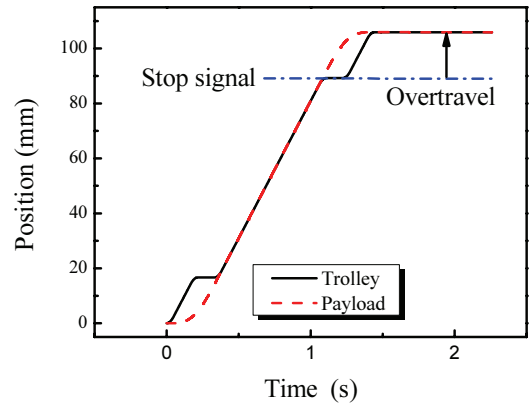 100
80
60
40
20
0
Position (mm)
Stop signal
Overtravel
Trolley
Payload
0
1
2
Time (s)